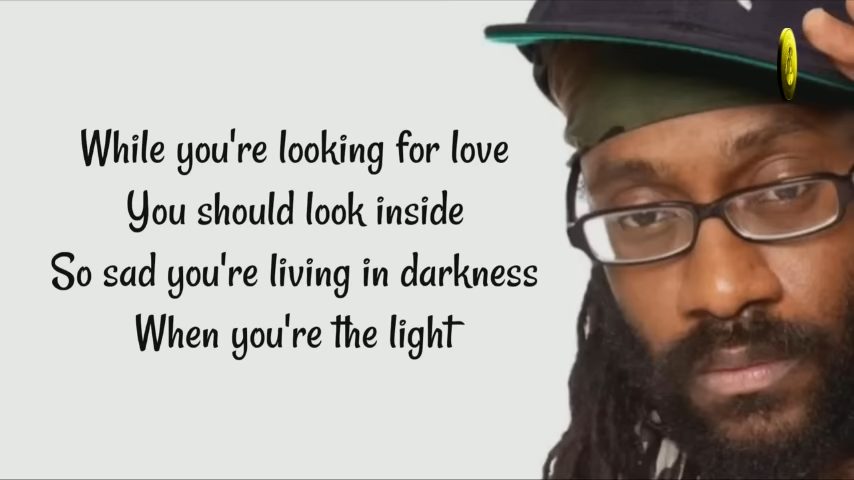 While you're looking for love
You should look inside
So sad you're living in darkness
When you're the light